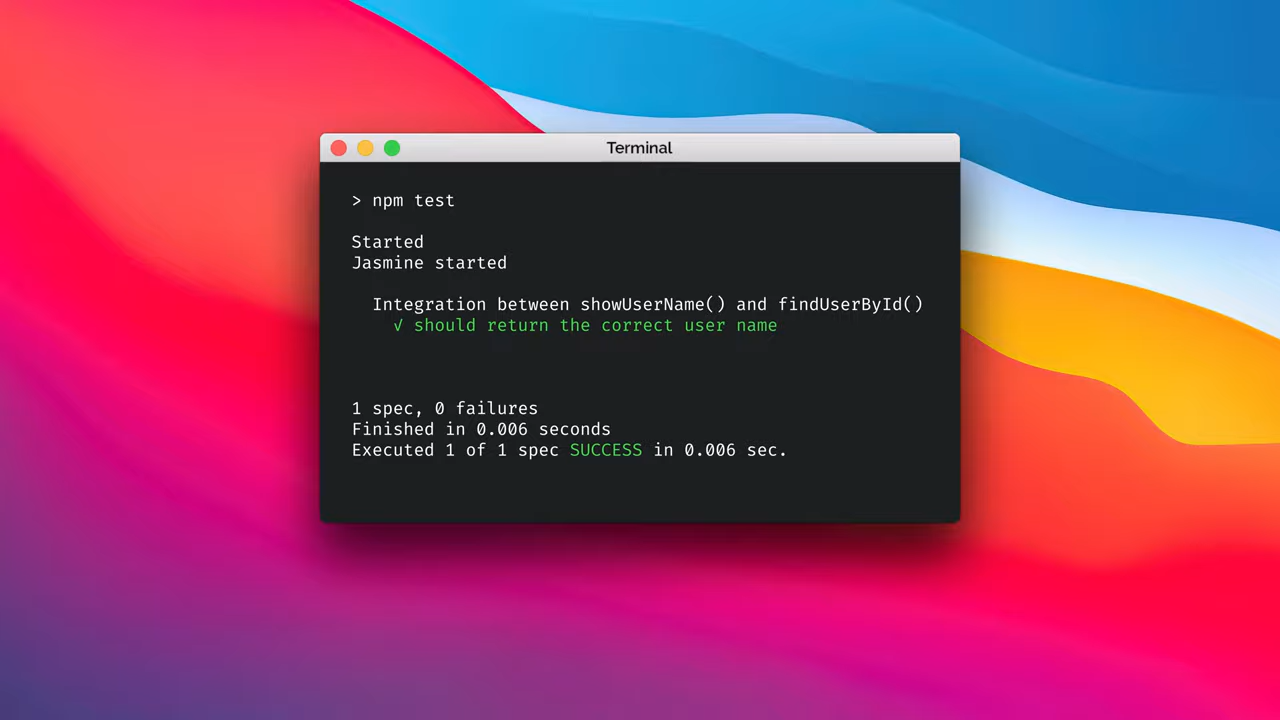 Terminal
> npm test
Started
Jasmine started
Integration between showUserName() and findUserById()
√ should return the correct user name
1 spec, 0 failures
Finished in 0.006 seconds
Executed 1 of 1 spec SUCCESS in 0.006 sec.